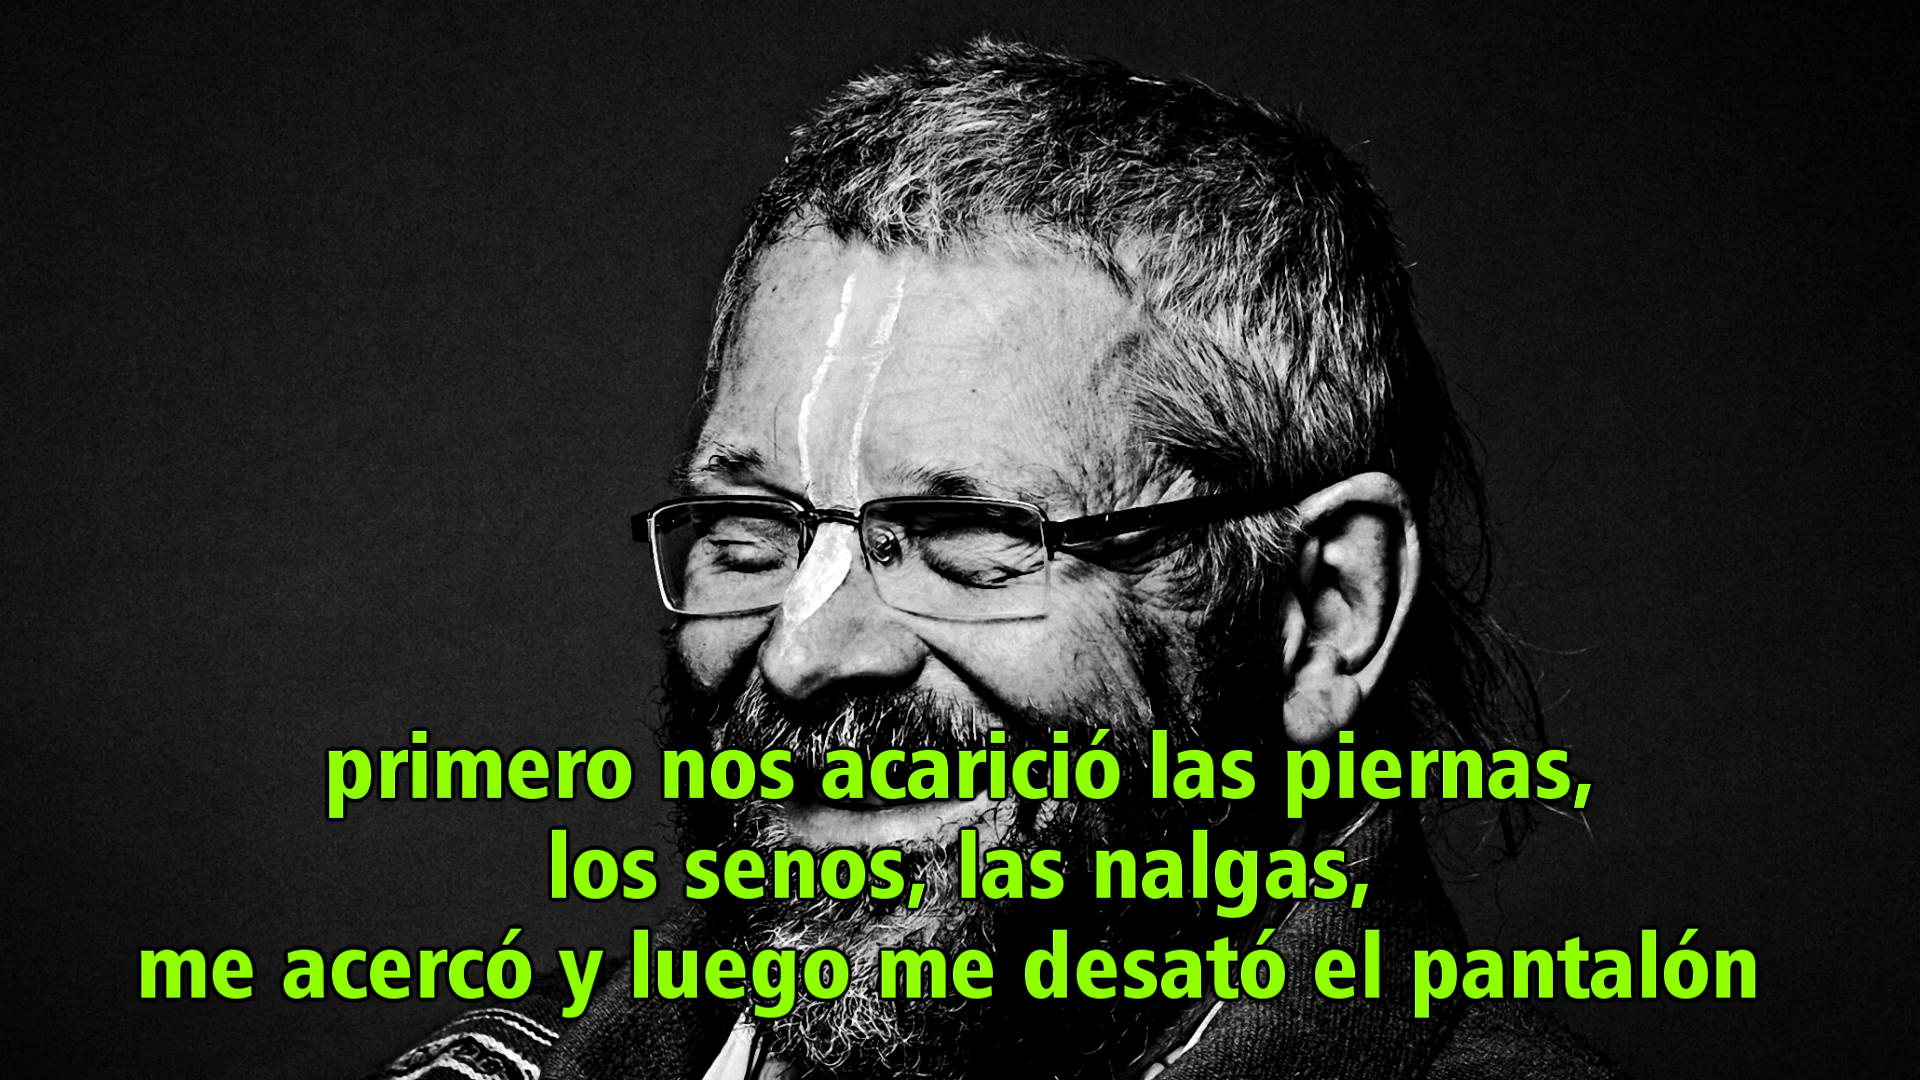 primero nos acarició las piernas,
los senos, las nalgas,
me acercó y luego me desató el pantalón